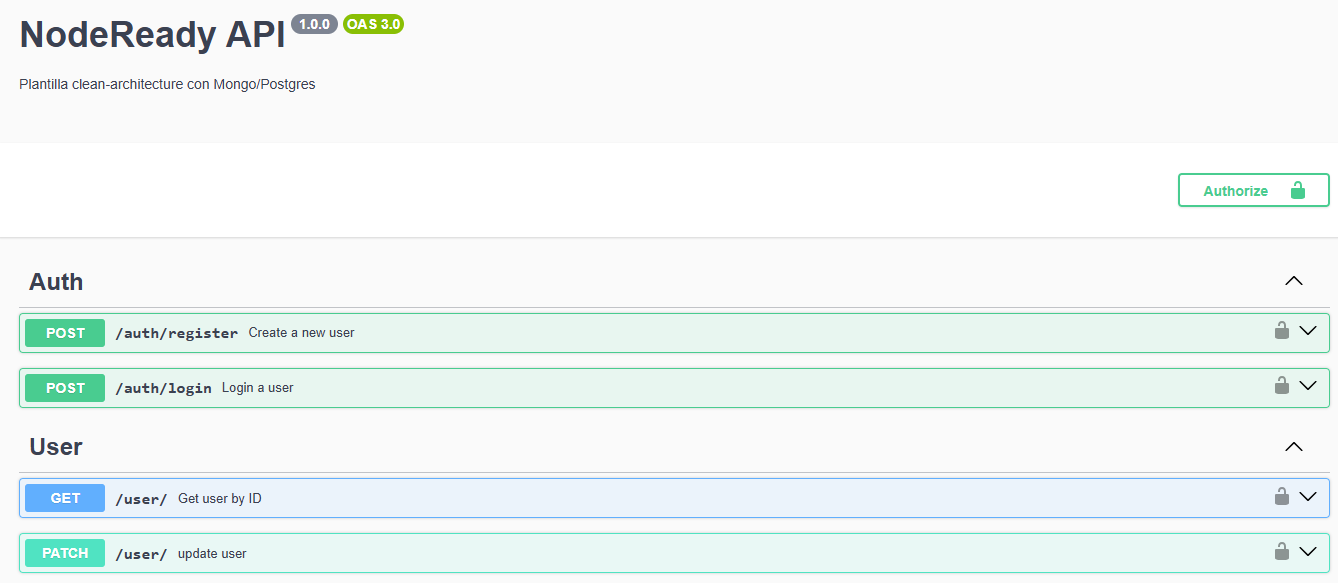 NodeReady API 1.0.0 OAS 3.0
Plantilla clean-architecture con Mongo/Postgres
Authorize
Auth
POST /auth/register Create a new user
POST /auth/login Login a user
User
GET /user/ Get user by ID
PATCH /user/ update user